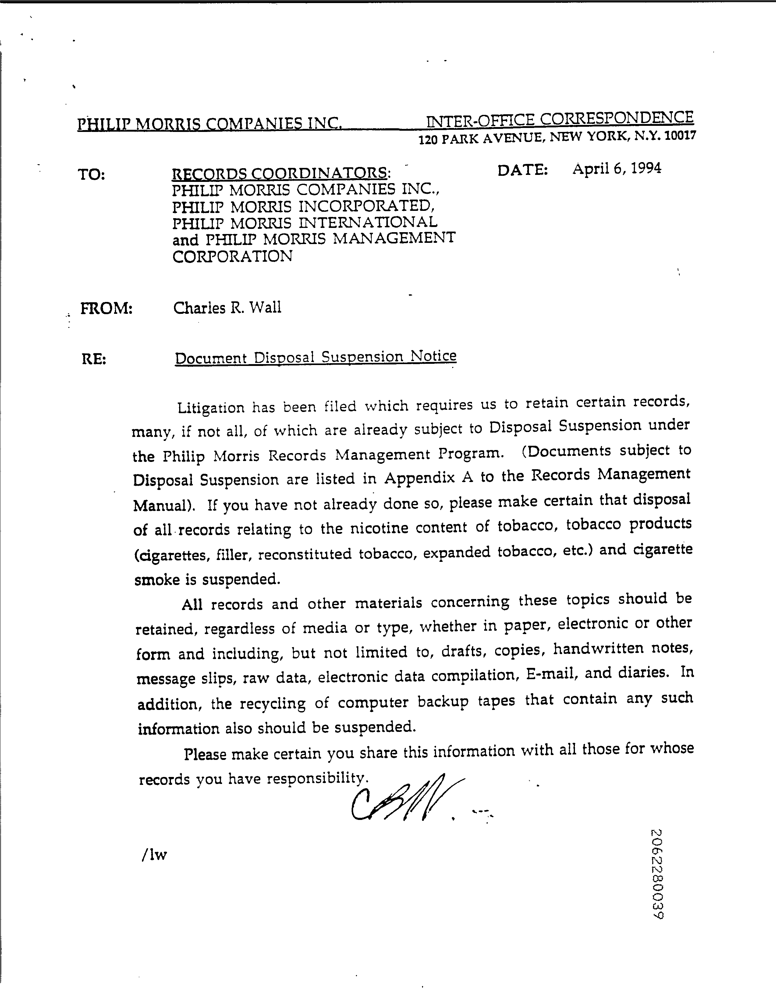 PHILIP MORRIS COMPANIES INC. INTER-OFFICE CORRESPONDENCE
120 PARK AVENUE, NEW YORK, N.Y. 10017
TO: RECORDS COORDINATORS: DATE: April 6, 1994
PHILIP MORRIS COMPANIES INC.,
PHILIP MORRIS INCORPORATED,
PHILIP MORRIS INTERNATIONAL
and PHILIP MORRIS MANAGEMENT
CORPORATION
FROM: Charles R. Wall
RE: Document Disposal Suspension Notice
Litigation has been filed which requires us to retain certain records,
many, if not all, of which are already subject to Disposal Suspension under
the Philip Morris Records Management Program. (Documents subject to
Disposal Suspension are listed in Appendix A to the Records Management
Manual). If you have not already done so, please make certain that disposal
of all records relating to the nicotine content of tobacco, tobacco products
(cigarettes, filler, reconstituted tobacco, expanded tobacco, etc.) and cigarette
smoke is suspended.
All records and other materials concerning these topics should be
retained, regardless of media or type, whether in paper, electronic or other
form and including, but not limited to, drafts, copies, handwritten notes,
message slips, raw data, electronic data compilation, E-mail, and diaries. In
addition, the recycling of computer backup tapes that contain any such
information also should be suspended.
Please make certain you share this information with all those for whose
records you have responsibility.
/lw
2062280039